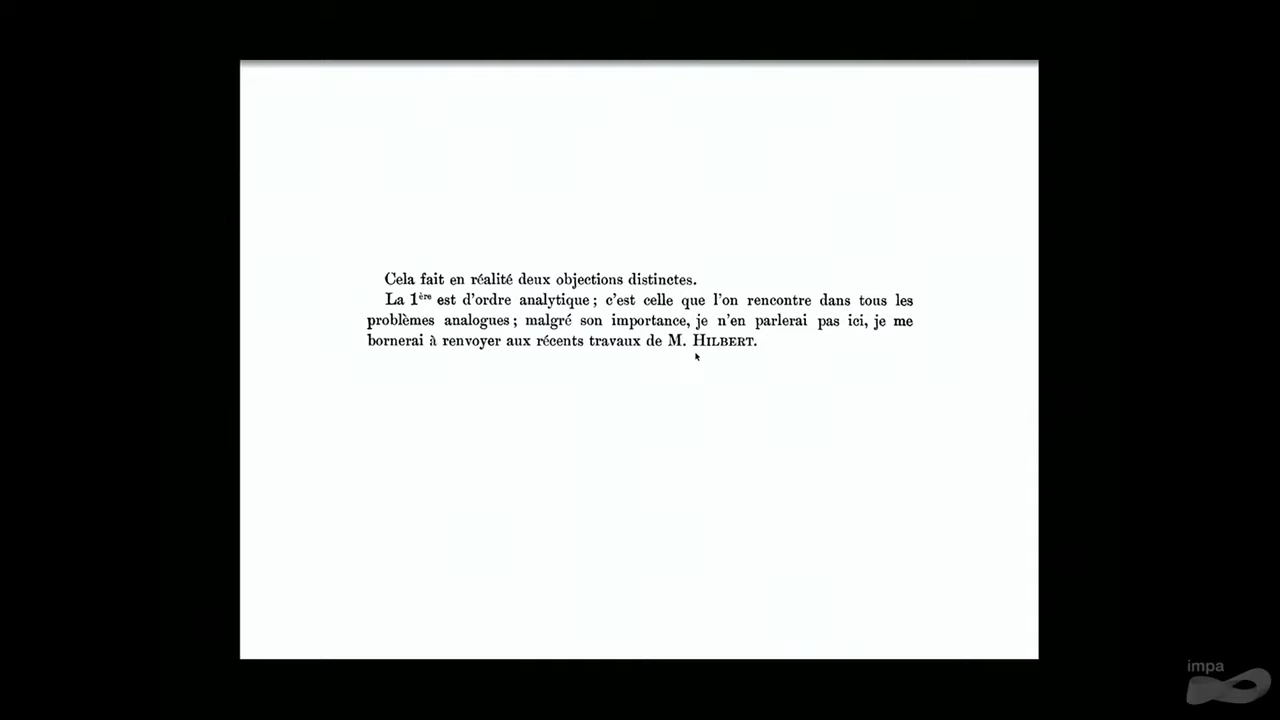 Cela fait en réalité deux objections distinctes.
La 1ère est d'ordre analytique; c'est celle que l'on rencontre dans tous les
problèmes analogues; malgré son importance, je n'en parlerai pas ici, je me
bornerai à renvoyer aux récents travaux de M. HILBERT.
impa